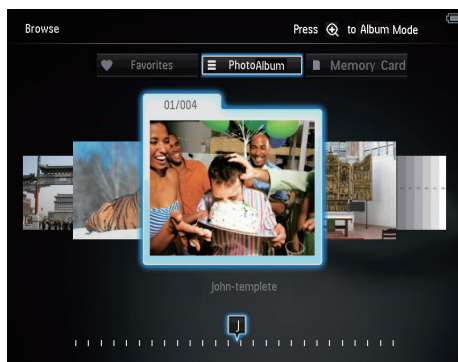 Browse
Press to Album Mode
Favorites
PhotoAlbum
Memory Card
01/004
John-templete
J